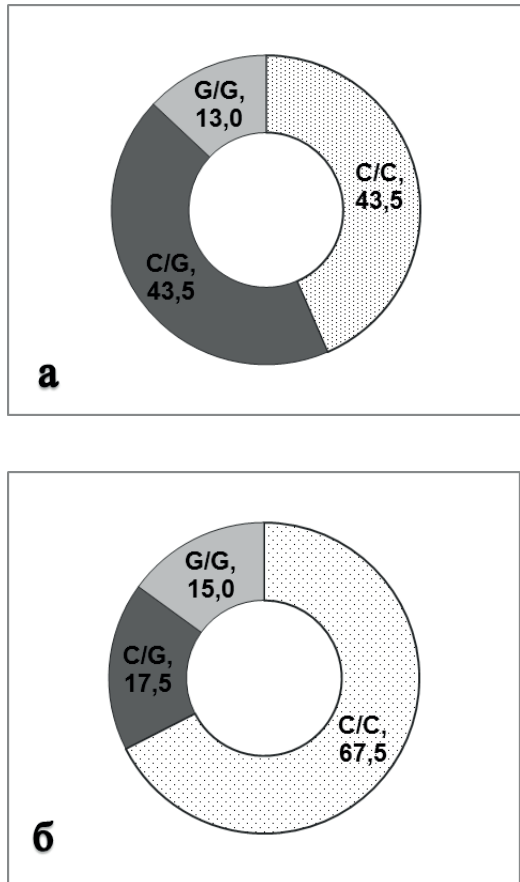 G/G,
13,0
C/C,
43,5
C/G,
43,5
а
G/G,
15,0
C/G,
17,5
C/C,
67,5
б